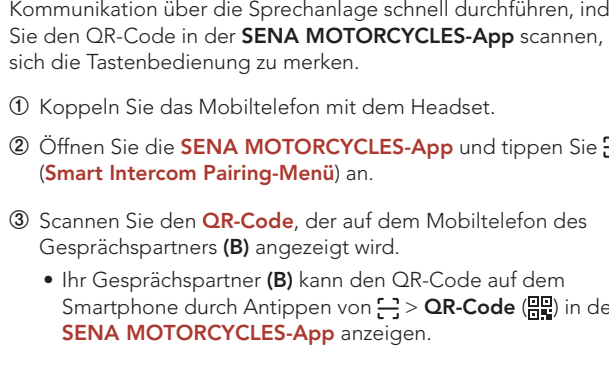 Kommunikation über die Sprechanlage schnell durchführen, ind
Sie den QR-Code in der SENA MOTORCYCLES-App scannen,
sich die Tastenbedienung zu merken.
① Koppeln Sie das Mobiltelefon mit dem Headset.
② Öffnen Sie die SENA MOTORCYCLES-App und tippen Sie
(Smart Intercom Pairing-Menü) an.
③ Scannen Sie den QR-Code, der auf dem Mobiltelefon des
Gesprächspartners (B) angezeigt wird.
• Ihr Gesprächspartner (B) kann den QR-Code auf dem
Smartphone durch Antippen von > QR-Code () in de
SENA MOTORCYCLES-App anzeigen.